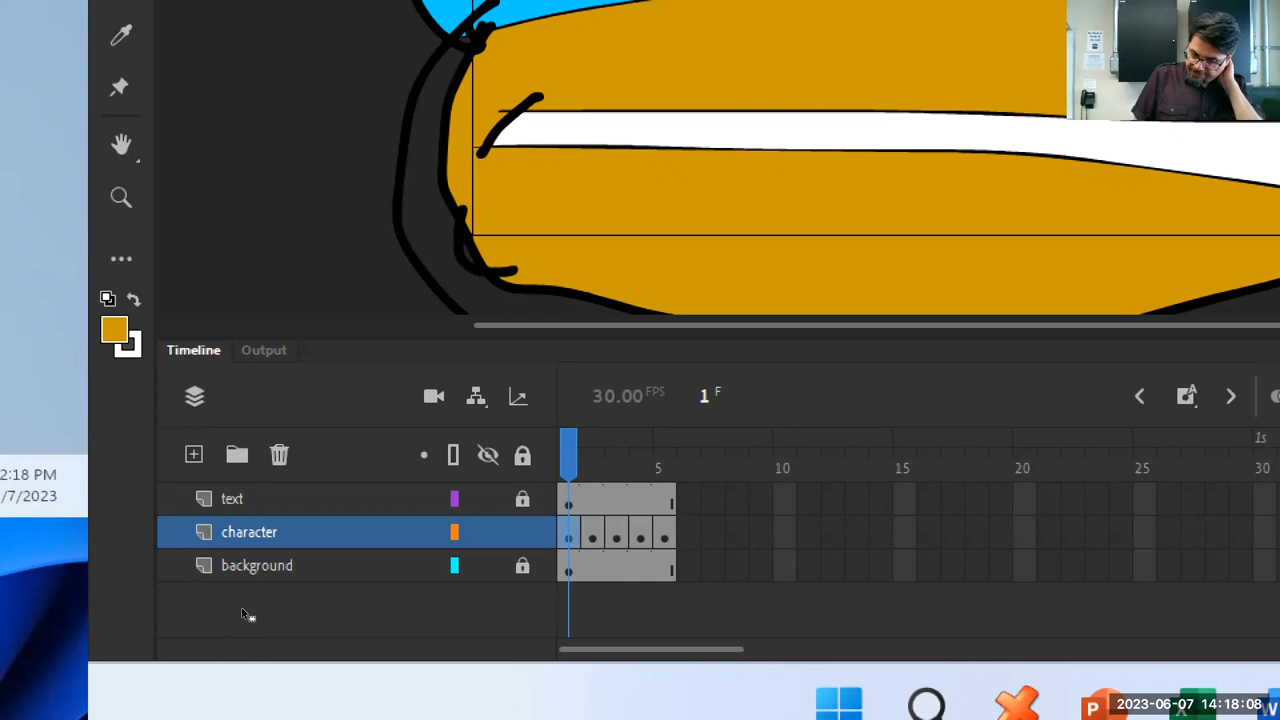 Timeline Output
30.00 FPS 1 F
1s
5 10 15 20 25 30
text
character
background
2:18 PM
/7/2023
2023-06-07 14:18:08